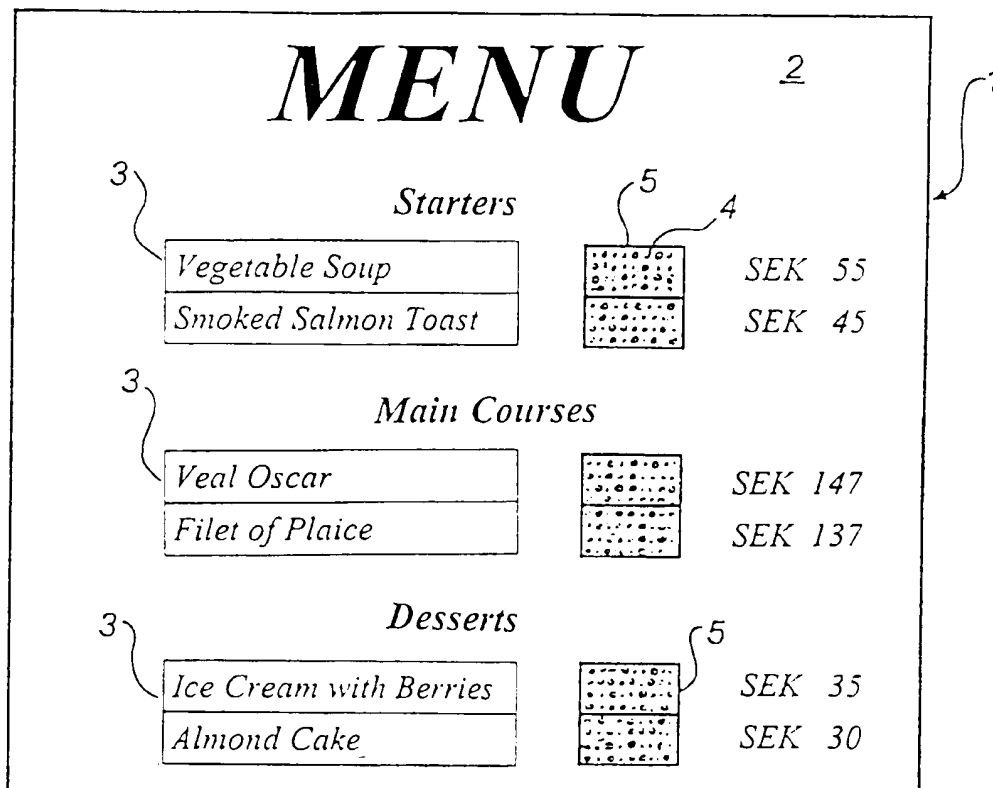 MENU 2
3 Starters 5 4
Vegetable Soup SEK 55
Smoked Salmon Toast SEK 45
3 Main Courses
Veal Oscar SEK 147
Filet of Plaice SEK 137
3 Desserts 5
Ice Cream with Berries SEK 35
Almond Cake SEK 30